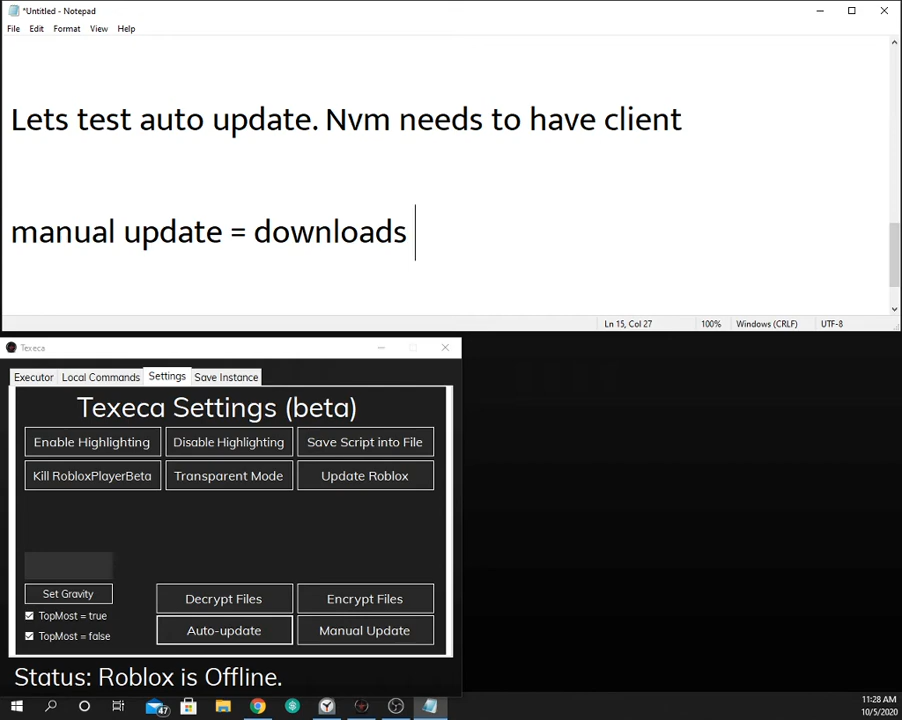 *Untitled - Notepad
File Edit Format View Help
Lets test auto update. Nvm needs to have client
manual update = downloads
Ln 15, Col 27 100% Windows (CRLF) UTF-8
Texeca
Executor Local Commands Settings Save Instance
Texeca Settings (beta)
Enable Highlighting Disable Highlighting Save Script into File
Kill RobloxPlayerBeta Transparent Mode Update Roblox
Decrypt Files Encrypt Files
Set Gravity
TopMost = true
Auto-update Manual Update
TopMost = false
Status: Roblox is Offline.
47
11:28 AM
10/5/2020